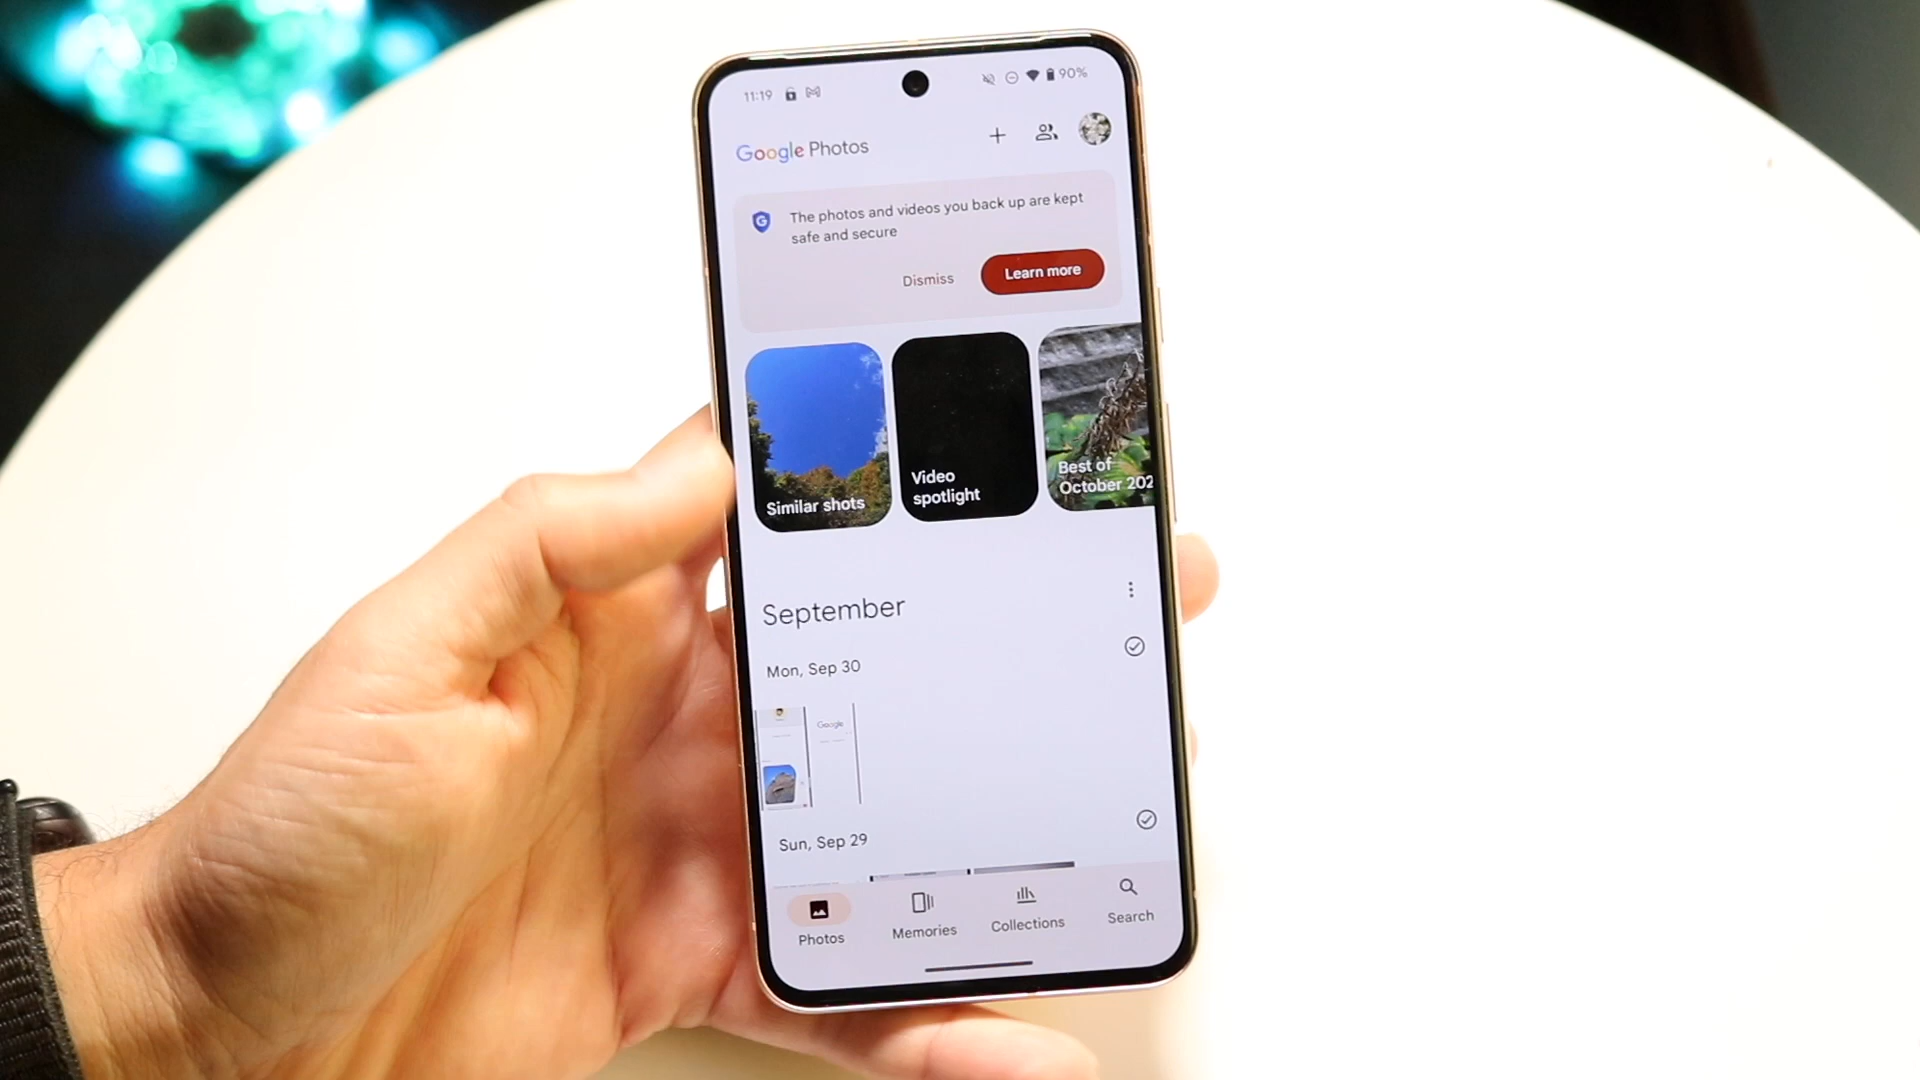 11:19
90%
Google Photos
The photos and videos you back up are kept
safe and secure
Dismiss
Learn more
Similar shots
Video
spotlight
Best of
October 202
September
Mon, Sep 30
Google
Sun, Sep 29
Photos
Memories
Collections
Search